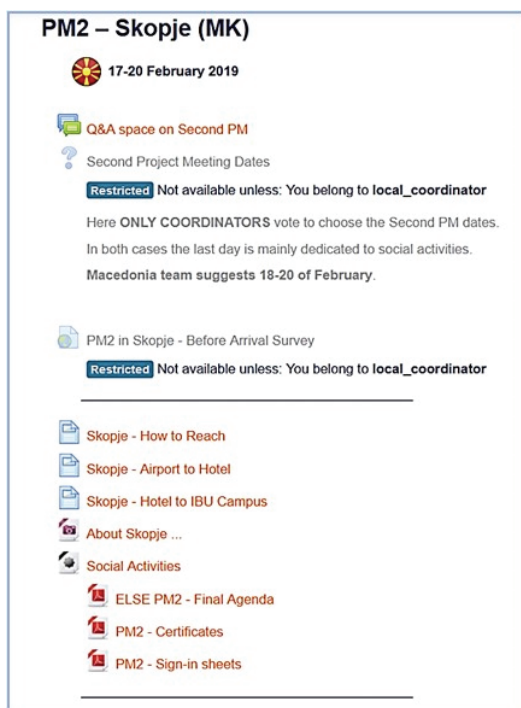 PM2 – Skopje (MK)
17-20 February 2019
Q&A space on Second PM
Second Project Meeting Dates
Restricted Not available unless: You belong to local_coordinator
Here ONLY COORDINATORS vote to choose the Second PM dates.
In both cases the last day is mainly dedicated to social activities.
Macedonia team suggests 18-20 of February.
PM2 in Skopje - Before Arrival Survey
Restricted Not available unless: You belong to local_coordinator
Skopje - How to Reach
Skopje - Airport to Hotel
Skopje - Hotel to IBU Campus
About Skopje ...
Social Activities
ELSE PM2 - Final Agenda
PM2 - Certificates
PM2 - Sign-in sheets